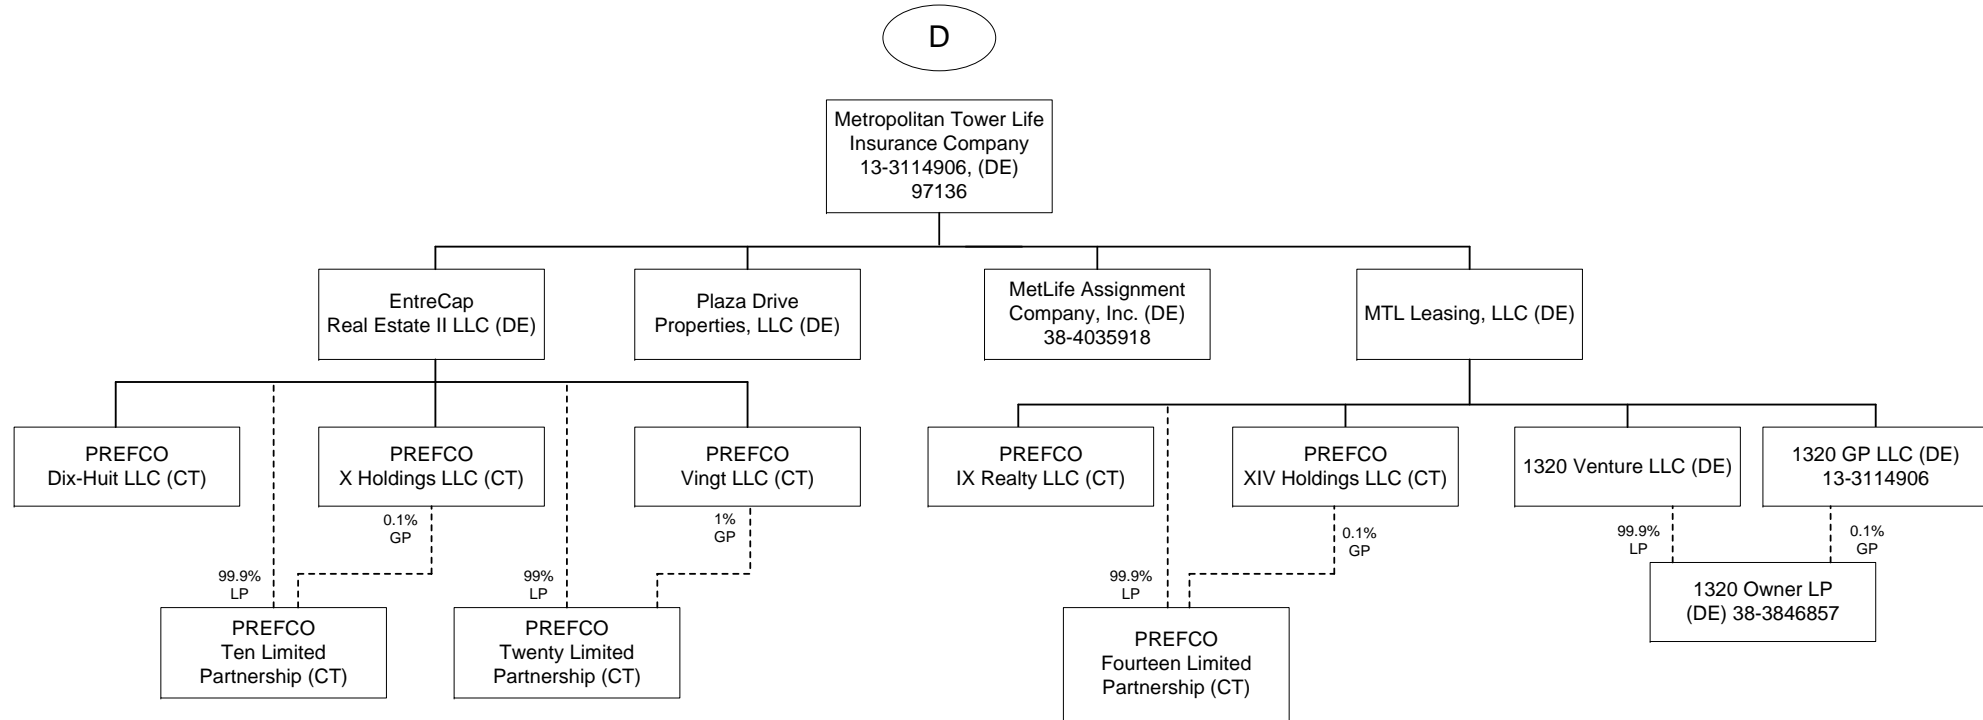 D
Metropolitan Tower Life
Insurance Company
13-3114906, (DE)
97136
EntreCap
Real Estate II LLC (DE)
Plaza Drive
Properties, LLC (DE)
MetLife Assignment
Company, Inc. (DE)
38-4035918
MTL Leasing, LLC (DE)
PREFCO
Dix-Huit LLC (CT)
PREFCO
X Holdings LLC (CT)
PREFCO
Vingt LLC (CT)
PREFCO
IX Realty LLC (CT)
PREFCO
XIV Holdings LLC (CT)
1320 Venture LLC (DE)
1320 GP LLC (DE)
13-3114906
0.1%
GP
1%
GP
0.1%
GP
99.9%
LP
0.1%
GP
99.9%
LP
99%
LP
99.9%
LP
1320 Owner LP
(DE) 38-3846857
PREFCO
Ten Limited
Partnership (CT)
PREFCO
Twenty Limited
Partnership (CT)
PREFCO
Fourteen Limited
Partnership (CT)